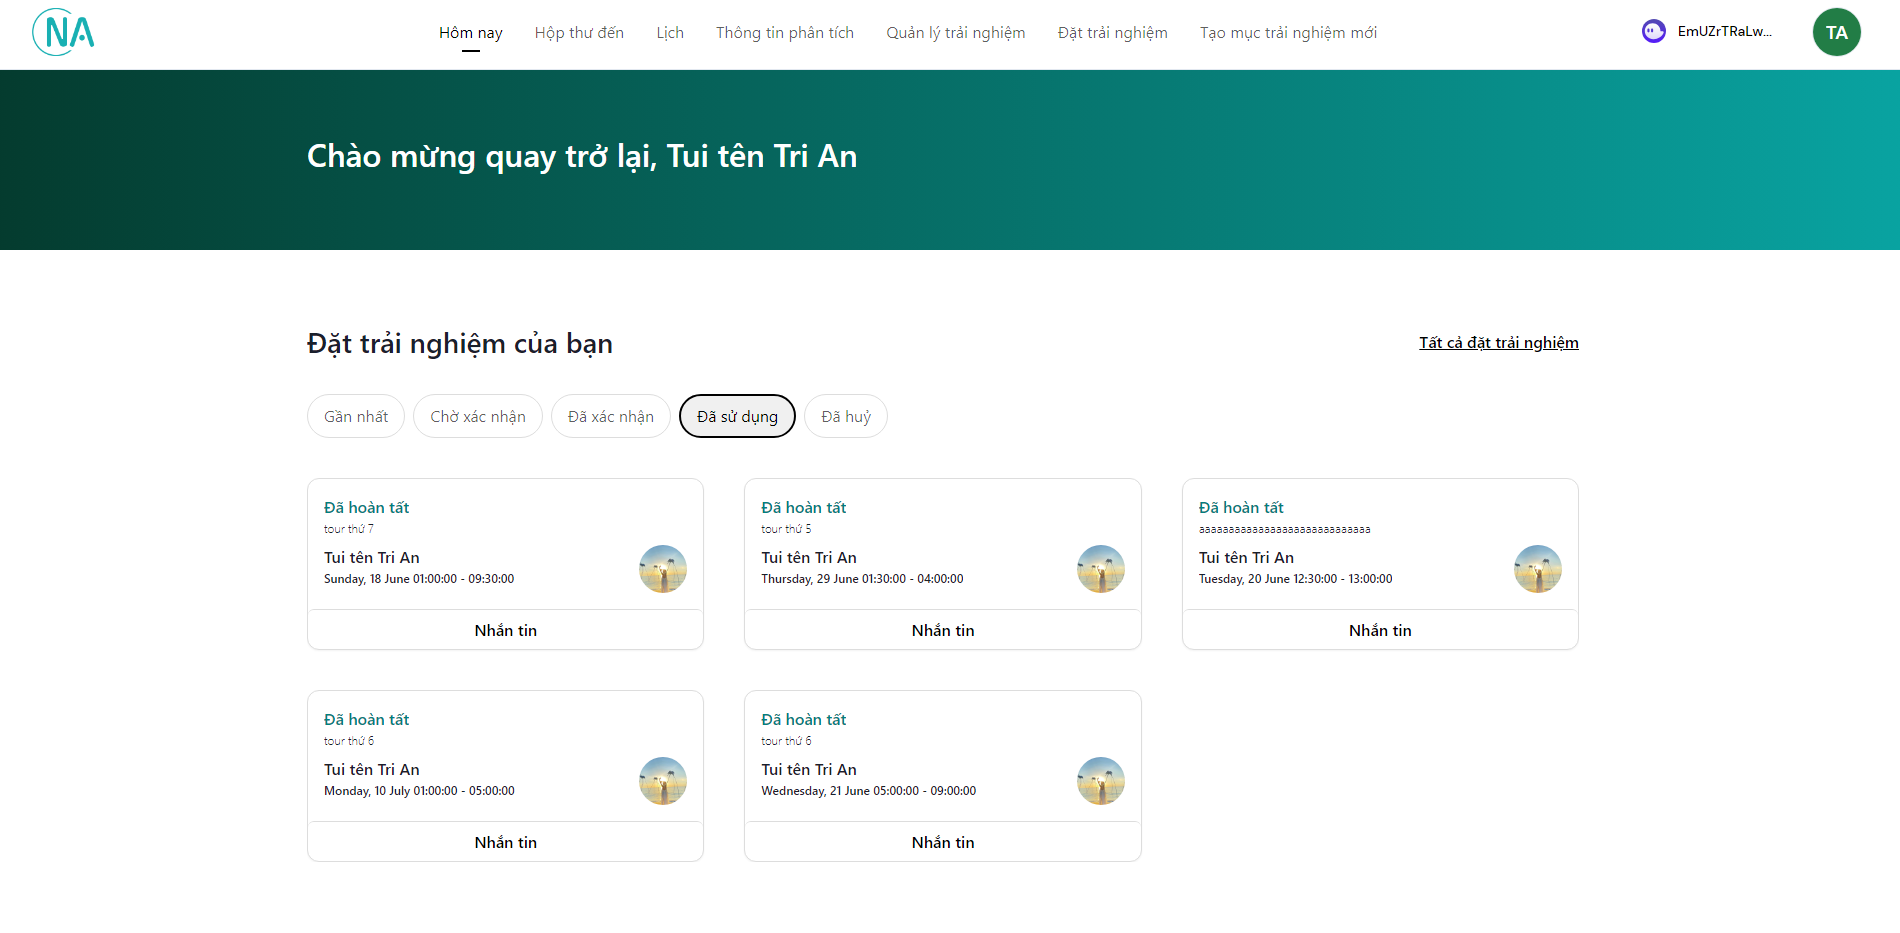 NA
Hôm nay
Hộp thư đến
Lịch
Thông tin phân tích
Quản lý trải nghiệm
Đặt trải nghiệm
Tạo mục trải nghiệm mới
EmUZrTRaLw...
TA
Chào mừng quay trở lại, Tui tên Tri An
Đặt trải nghiệm của bạn
Tất cả đặt trải nghiệm
Gần nhất
Chờ xác nhận
Đã xác nhận
Đã sử dụng
Đã huỷ
Đã hoàn tất
tour thứ 7
Tui tên Tri An
Sunday, 18 June 01:00:00 - 09:30:00
Nhắn tin
Đã hoàn tất
tour thứ 5
Tui tên Tri An
Thursday, 29 June 01:30:00 - 04:00:00
Nhắn tin
Đã hoàn tất
aaaaaaaaaaaaaaaaaaaaaaaaaaaaa
Tui tên Tri An
Tuesday, 20 June 12:30:00 - 13:00:00
Nhắn tin
Đã hoàn tất
tour thứ 6
Tui tên Tri An
Monday, 10 July 01:00:00 - 05:00:00
Nhắn tin
Đã hoàn tất
tour thứ 6
Tui tên Tri An
Wednesday, 21 June 05:00:00 - 09:00:00
Nhắn tin